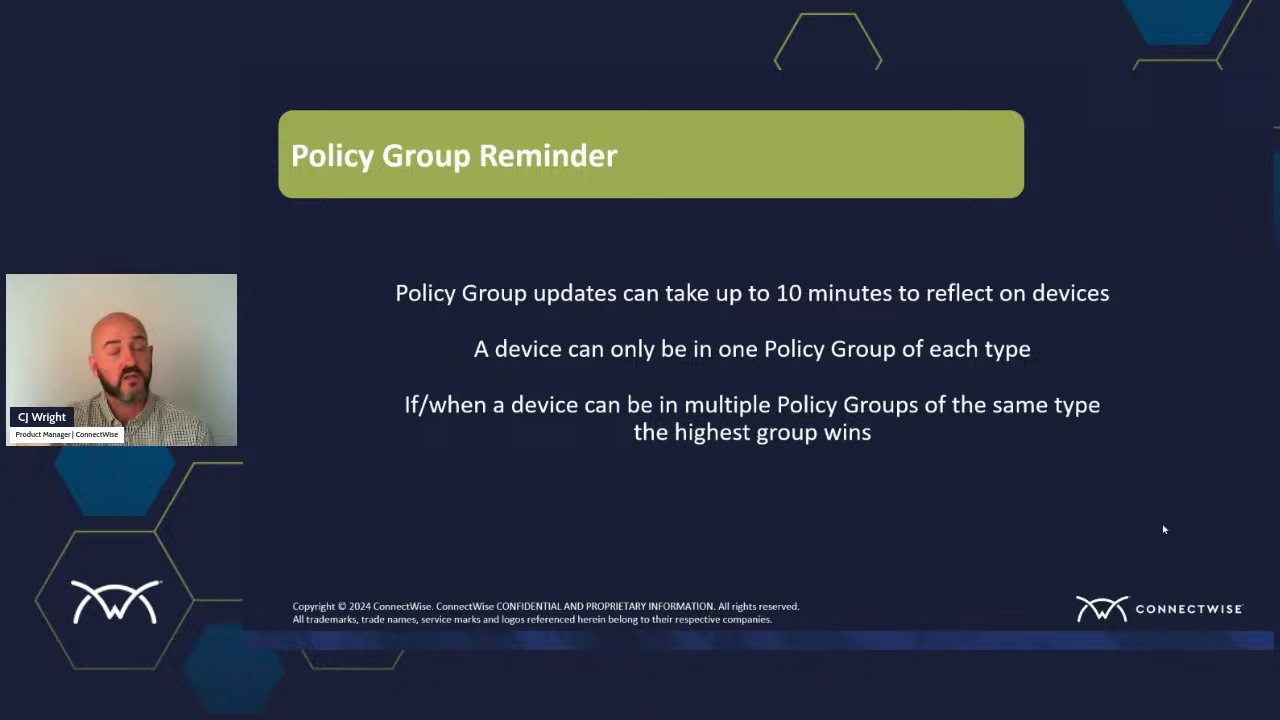 Policy Group Reminder
Policy Group updates can take up to 10 minutes to reflect on devices
A device can only be in one Policy Group of each type
If/when a device can be in multiple Policy Groups of the same type
the highest group wins
CJ Wright
Product Manager| ConnectWise
Copyright © 2024 ConnectWise. ConnectWise CONFIDENTIAL AND PROPRIETARY INFORMATION. All rights reserved.
All trademarks, trade names, service marks and logos referenced herein belong to their respective companies.
CONNECTWISE